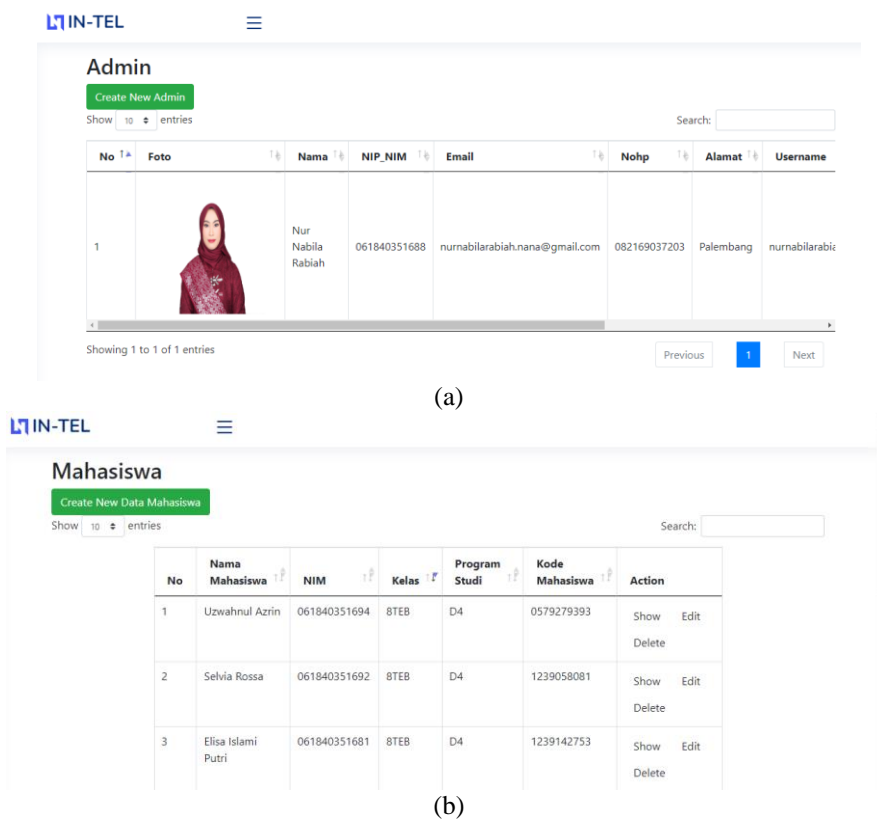 IN-TEL
Admin
Create New Admin
Show 10 entries
Search:
No Foto Nama NIP_NIM Email Nohp Alamat Username
1 Nur Nabila Rabiah 061840351688 nurnabilarabiah.nana@gmail.com 082169037203 Palembang nurnabilarabia
Showing 1 to 1 of 1 entries
Previous 1 Next
(a)
IN-TEL
Mahasiswa
Create New Data Mahasiswa
Show 10 entries
Search:
No Nama Mahasiswa NIM Kelas Program Studi Kode Mahasiswa Action
1 Uzwahnul Azrin 061840351694 8TEB D4 0579279393 Show Edit Delete
2 Selvia Rossa 061840351692 8TEB D4 1239058081 Show Edit Delete
3 Elisa Islami Putri 061840351681 8TEB D4 1239142753 Show Edit Delete
(b)